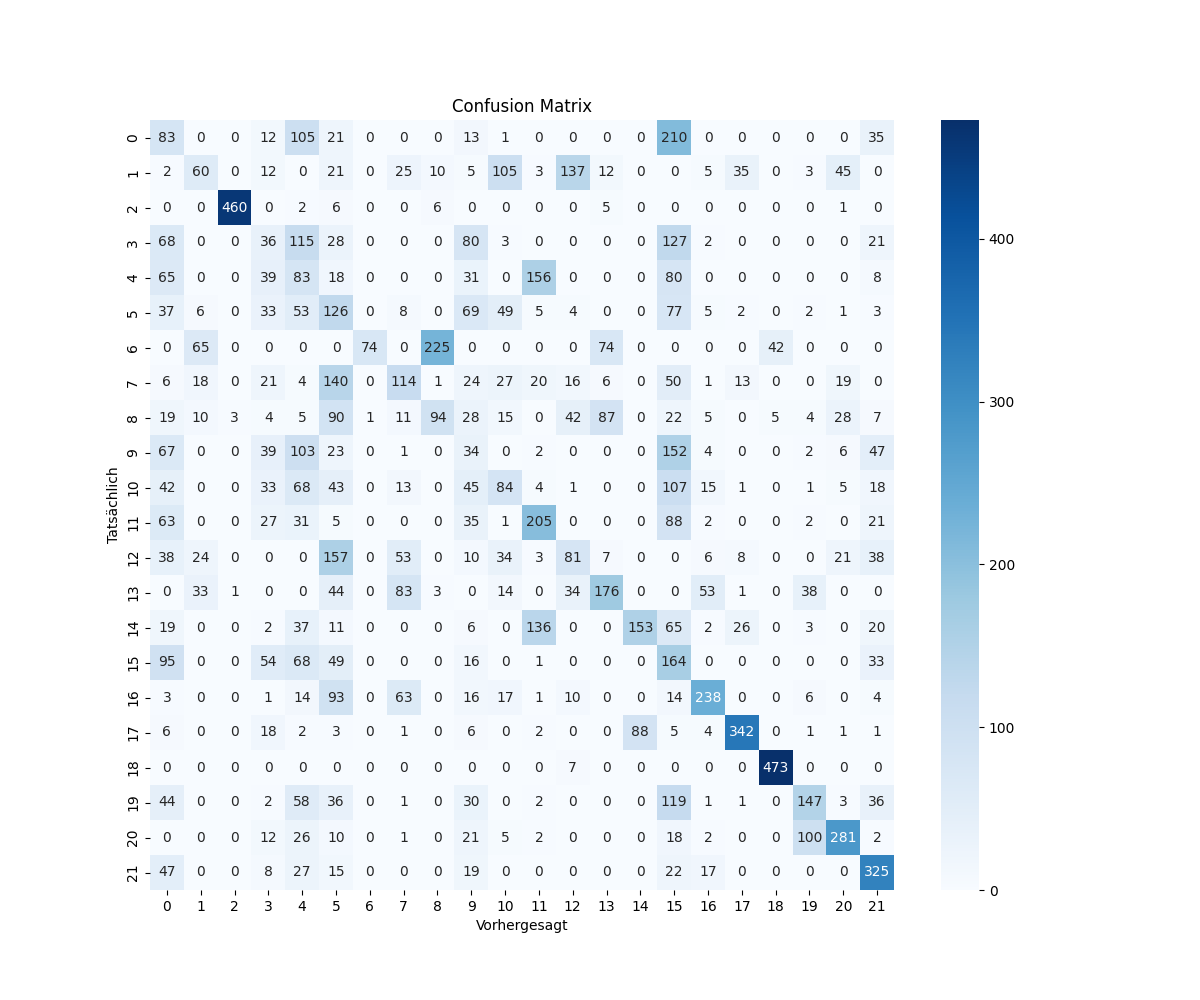 Confusion Matrix
0 83 0 0 12 105 21 0 0 0 13 1 0 0 0 0 210 0 0 0 0 0 35
1 2 60 0 12 0 21 0 25 10 5 105 3 137 12 0 0 5 35 0 3 45 0
2 0 0 460 0 2 6 0 0 6 0 0 0 0 5 0 0 0 0 0 0 1 0
3 68 0 0 36 115 28 0 0 0 80 3 0 0 0 0 127 2 0 0 0 0 21
4 65 0 0 39 83 18 0 0 0 31 0 156 0 0 0 80 0 0 0 0 0 8
5 37 6 0 33 53 126 0 8 0 69 49 5 4 0 0 77 5 2 0 2 1 3
6 0 65 0 0 0 0 74 0 225 0 0 0 0 74 0 0 0 0 42 0 0 0
7 6 18 0 21 4 140 0 114 1 24 27 20 16 6 0 50 1 13 0 0 19 0
8 19 10 3 4 5 90 1 11 94 28 15 0 42 87 0 22 5 0 5 4 28 7
9 67 0 0 39 103 23 0 1 0 34 0 2 0 0 0 152 4 0 0 2 6 47
10 42 0 0 33 68 43 0 13 0 45 84 4 1 0 0 107 15 1 0 1 5 18
11 63 0 0 27 31 5 0 0 0 35 1 205 0 0 0 88 2 0 0 2 0 21
12 38 24 0 0 0 157 0 53 0 10 34 3 81 7 0 0 6 8 0 0 21 38
13 0 33 1 0 0 44 0 83 3 0 14 0 34 176 0 0 53 1 0 38 0 0
14 19 0 0 2 37 11 0 0 0 6 0 136 0 0 153 65 2 26 0 3 0 20
15 95 0 0 54 68 49 0 0 0 16 0 1 0 0 0 164 0 0 0 0 0 33
16 3 0 0 1 14 93 0 63 0 16 17 1 10 0 0 14 238 0 0 6 0 4
17 6 0 0 18 2 3 0 1 0 6 0 2 0 0 88 5 4 342 0 1 1 1
18 0 0 0 0 0 0 0 0 0 0 0 0 7 0 0 0 0 0 473 0 0 0
19 44 0 0 2 58 36 0 1 0 30 0 2 0 0 0 119 1 1 0 147 3 36
20 0 0 0 12 26 10 0 1 0 21 5 2 0 0 0 18 2 0 0 100 281 2
21 47 0 0 8 27 15 0 0 0 19 0 0 0 0 0 22 17 0 0 0 0 325
0 1 2 3 4 5 6 7 8 9 10 11 12 13 14 15 16 17 18 19 20 21
Vorhergesagt
Tatsächlich
400
300
200
100
0